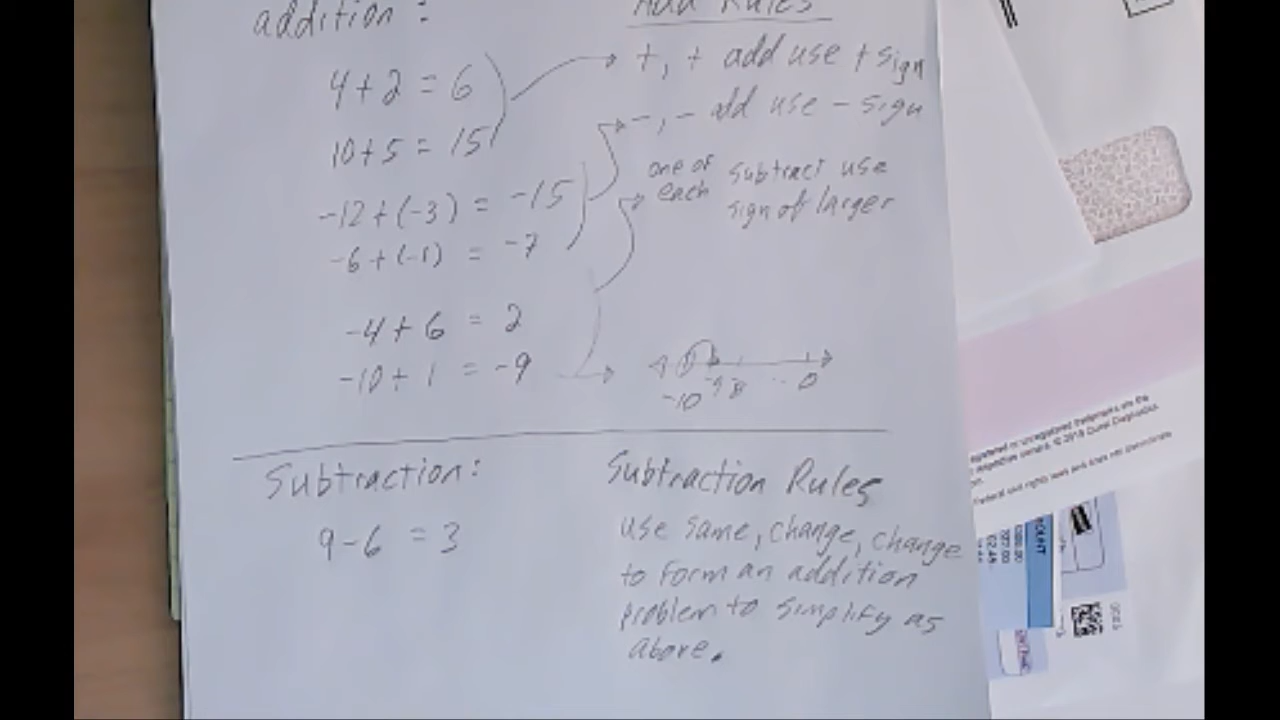 addition:
Add Rules
4+2 = 6
+, + add use + sign
10+5 = 15
-, - add use - sign
-12+(-3) = -15
one of each subtract use sign of larger
-6+(-1) = -7
-4+6 = 2
-10+1 = -9
-10 -9 8 ... 0
Subtraction:
Subtraction Rules
9-6 = 3
use same, change, change
to form an addition
problem to simplify as
above.